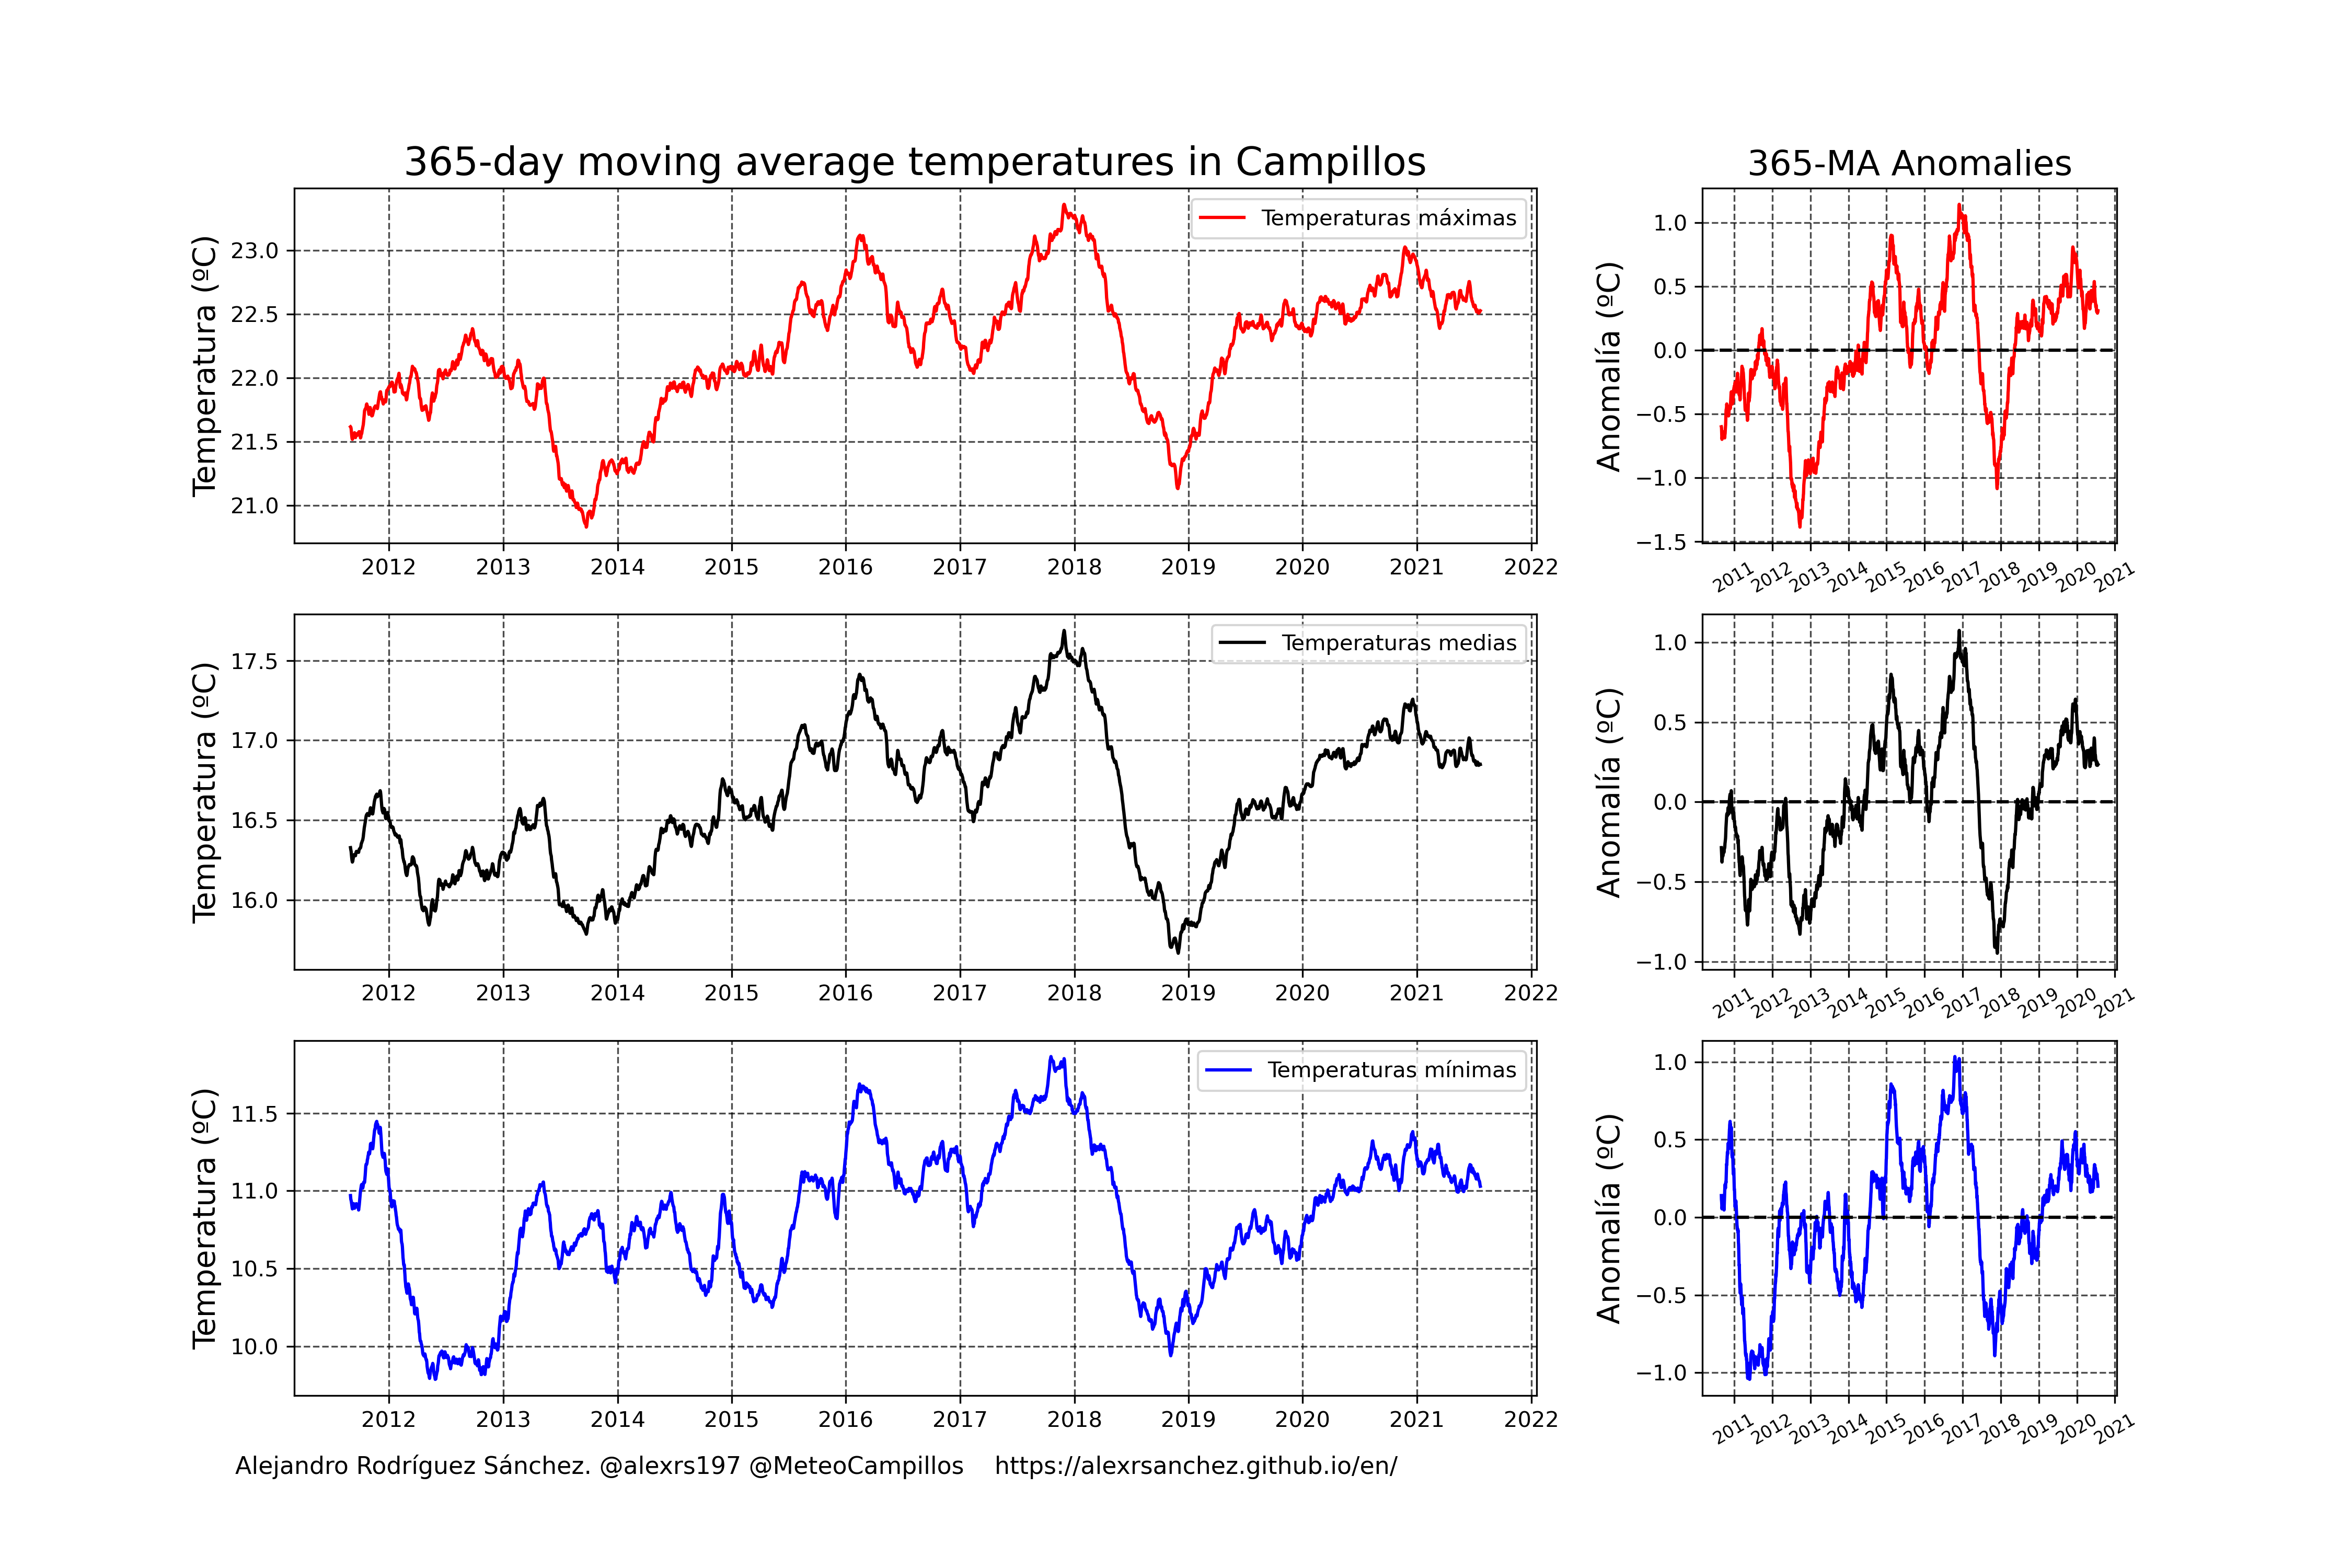 365-day moving average temperatures in Campillos
365-MA Anomalies
Temperatura (ºC)
23.0
22.5
22.0
21.5
21.0
Temperaturas máximas
2012 2013 2014 2015 2016 2017 2018 2019 2020 2021 2022
Anomalía (ºC)
1.0
0.5
0.0
−0.5
−1.0
−1.5
2011 2012 2013 2014 2015 2016 2017 2018 2019 2020 2021
Temperatura (ºC)
17.5
17.0
16.5
16.0
Temperaturas medias
2012 2013 2014 2015 2016 2017 2018 2019 2020 2021 2022
Anomalía (ºC)
1.0
0.5
0.0
−0.5
−1.0
2011 2012 2013 2014 2015 2016 2017 2018 2019 2020 2021
Temperatura (ºC)
11.5
11.0
10.5
10.0
Temperaturas mínimas
2012 2013 2014 2015 2016 2017 2018 2019 2020 2021 2022
Anomalía (ºC)
1.0
0.5
0.0
−0.5
−1.0
2011 2012 2013 2014 2015 2016 2017 2018 2019 2020 2021
Alejandro Rodríguez Sánchez. @alexrs197 @MeteoCampillos https://alexrsanchez.github.io/en/